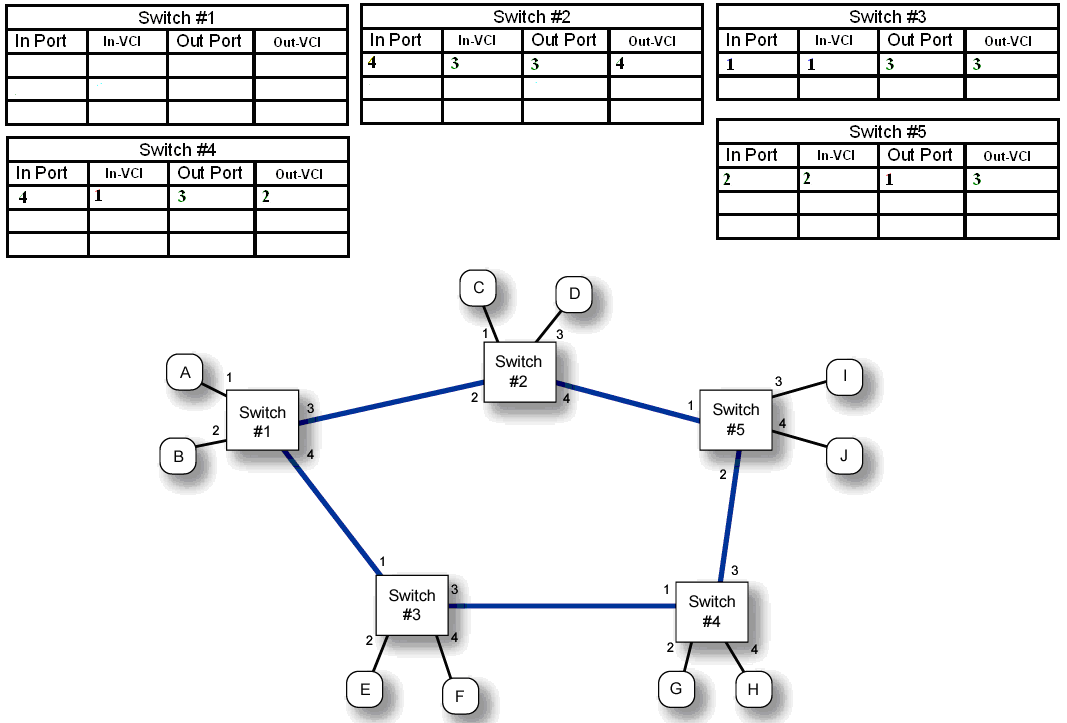 Switch #1
In Port In-VCI Out Port Out-VCI
Switch #2
In Port In-VCI Out Port Out-VCI
4 3 3 4
Switch #3
In Port In-VCI Out Port Out-VCI
1 1 3 3
Switch #4
In Port In-VCI Out Port Out-VCI
4 1 3 2
Switch #5
In Port In-VCI Out Port Out-VCI
2 2 1 3
C
D
1
3
Switch
#2
2
4
A
1
B
2
Switch
#1
3
4
I
3
J
4
1
Switch
#5
2
1
Switch
#3
3
2
4
E
F
3
1
Switch
#4
2
4
G
H